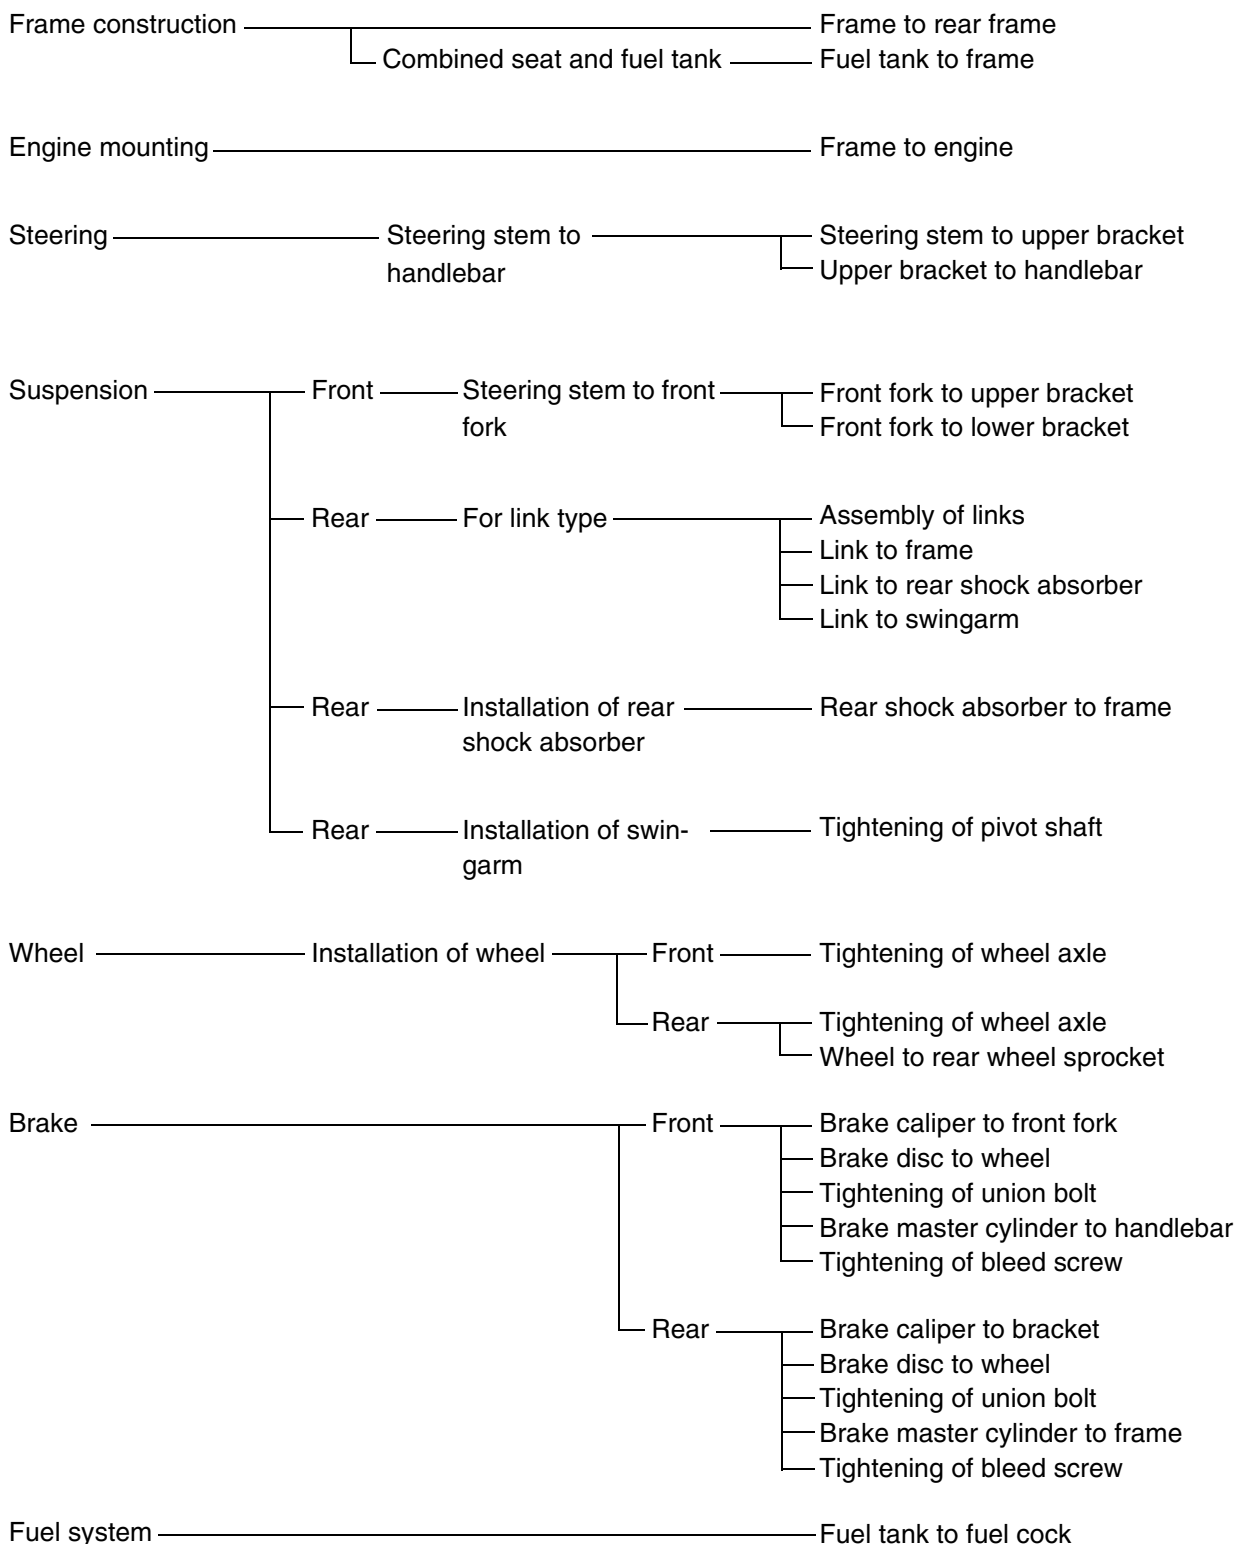 Frame construction Frame to rear frame
Combined seat and fuel tank Fuel tank to frame
Engine mounting Frame to engine
Steering Steering stem to Steering stem to upper bracket
handlebar Upper bracket to handlebar
Suspension Front Steering stem to front Front fork to upper bracket
fork Front fork to lower bracket
Rear For link type Assembly of links
Link to frame
Link to rear shock absorber
Link to swingarm
Rear Installation of rear Rear shock absorber to frame
shock absorber
Rear Installation of swin- Tightening of pivot shaft
garm
Wheel Installation of wheel Front Tightening of wheel axle
Rear Tightening of wheel axle
Wheel to rear wheel sprocket
Brake Front Brake caliper to front fork
Brake disc to wheel
Tightening of union bolt
Brake master cylinder to handlebar
Tightening of bleed screw
Rear Brake caliper to bracket
Brake disc to wheel
Tightening of union bolt
Brake master cylinder to frame
Tightening of bleed screw
Fuel system Fuel tank to fuel cock